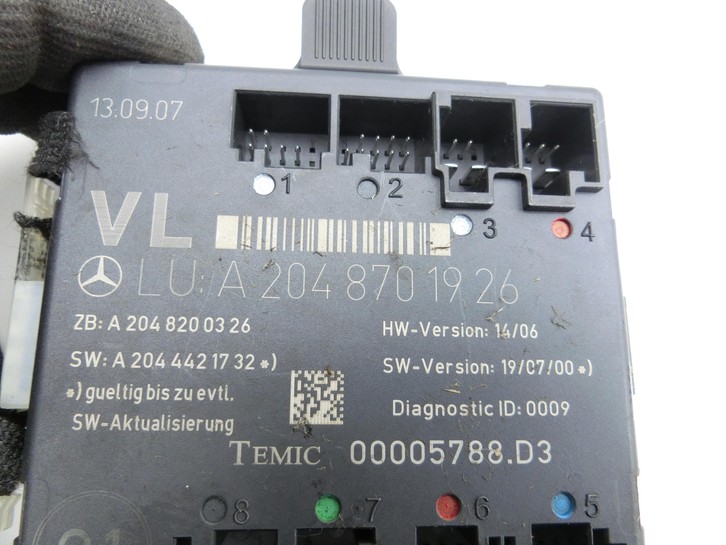 13.09.07
1
2
3
4
VL
LU: A 204 870 19 26
ZB: A 204 820 03 26
HW-Version: 14/06
SW: A 204 442 17 32 *)
SW-Version: 19/07/00 *)
*) gueltig bis zu evtl.
SW-Aktualisierung
Diagnostic ID: 0009
TEMIC 00005788.D3
8
7
6
5